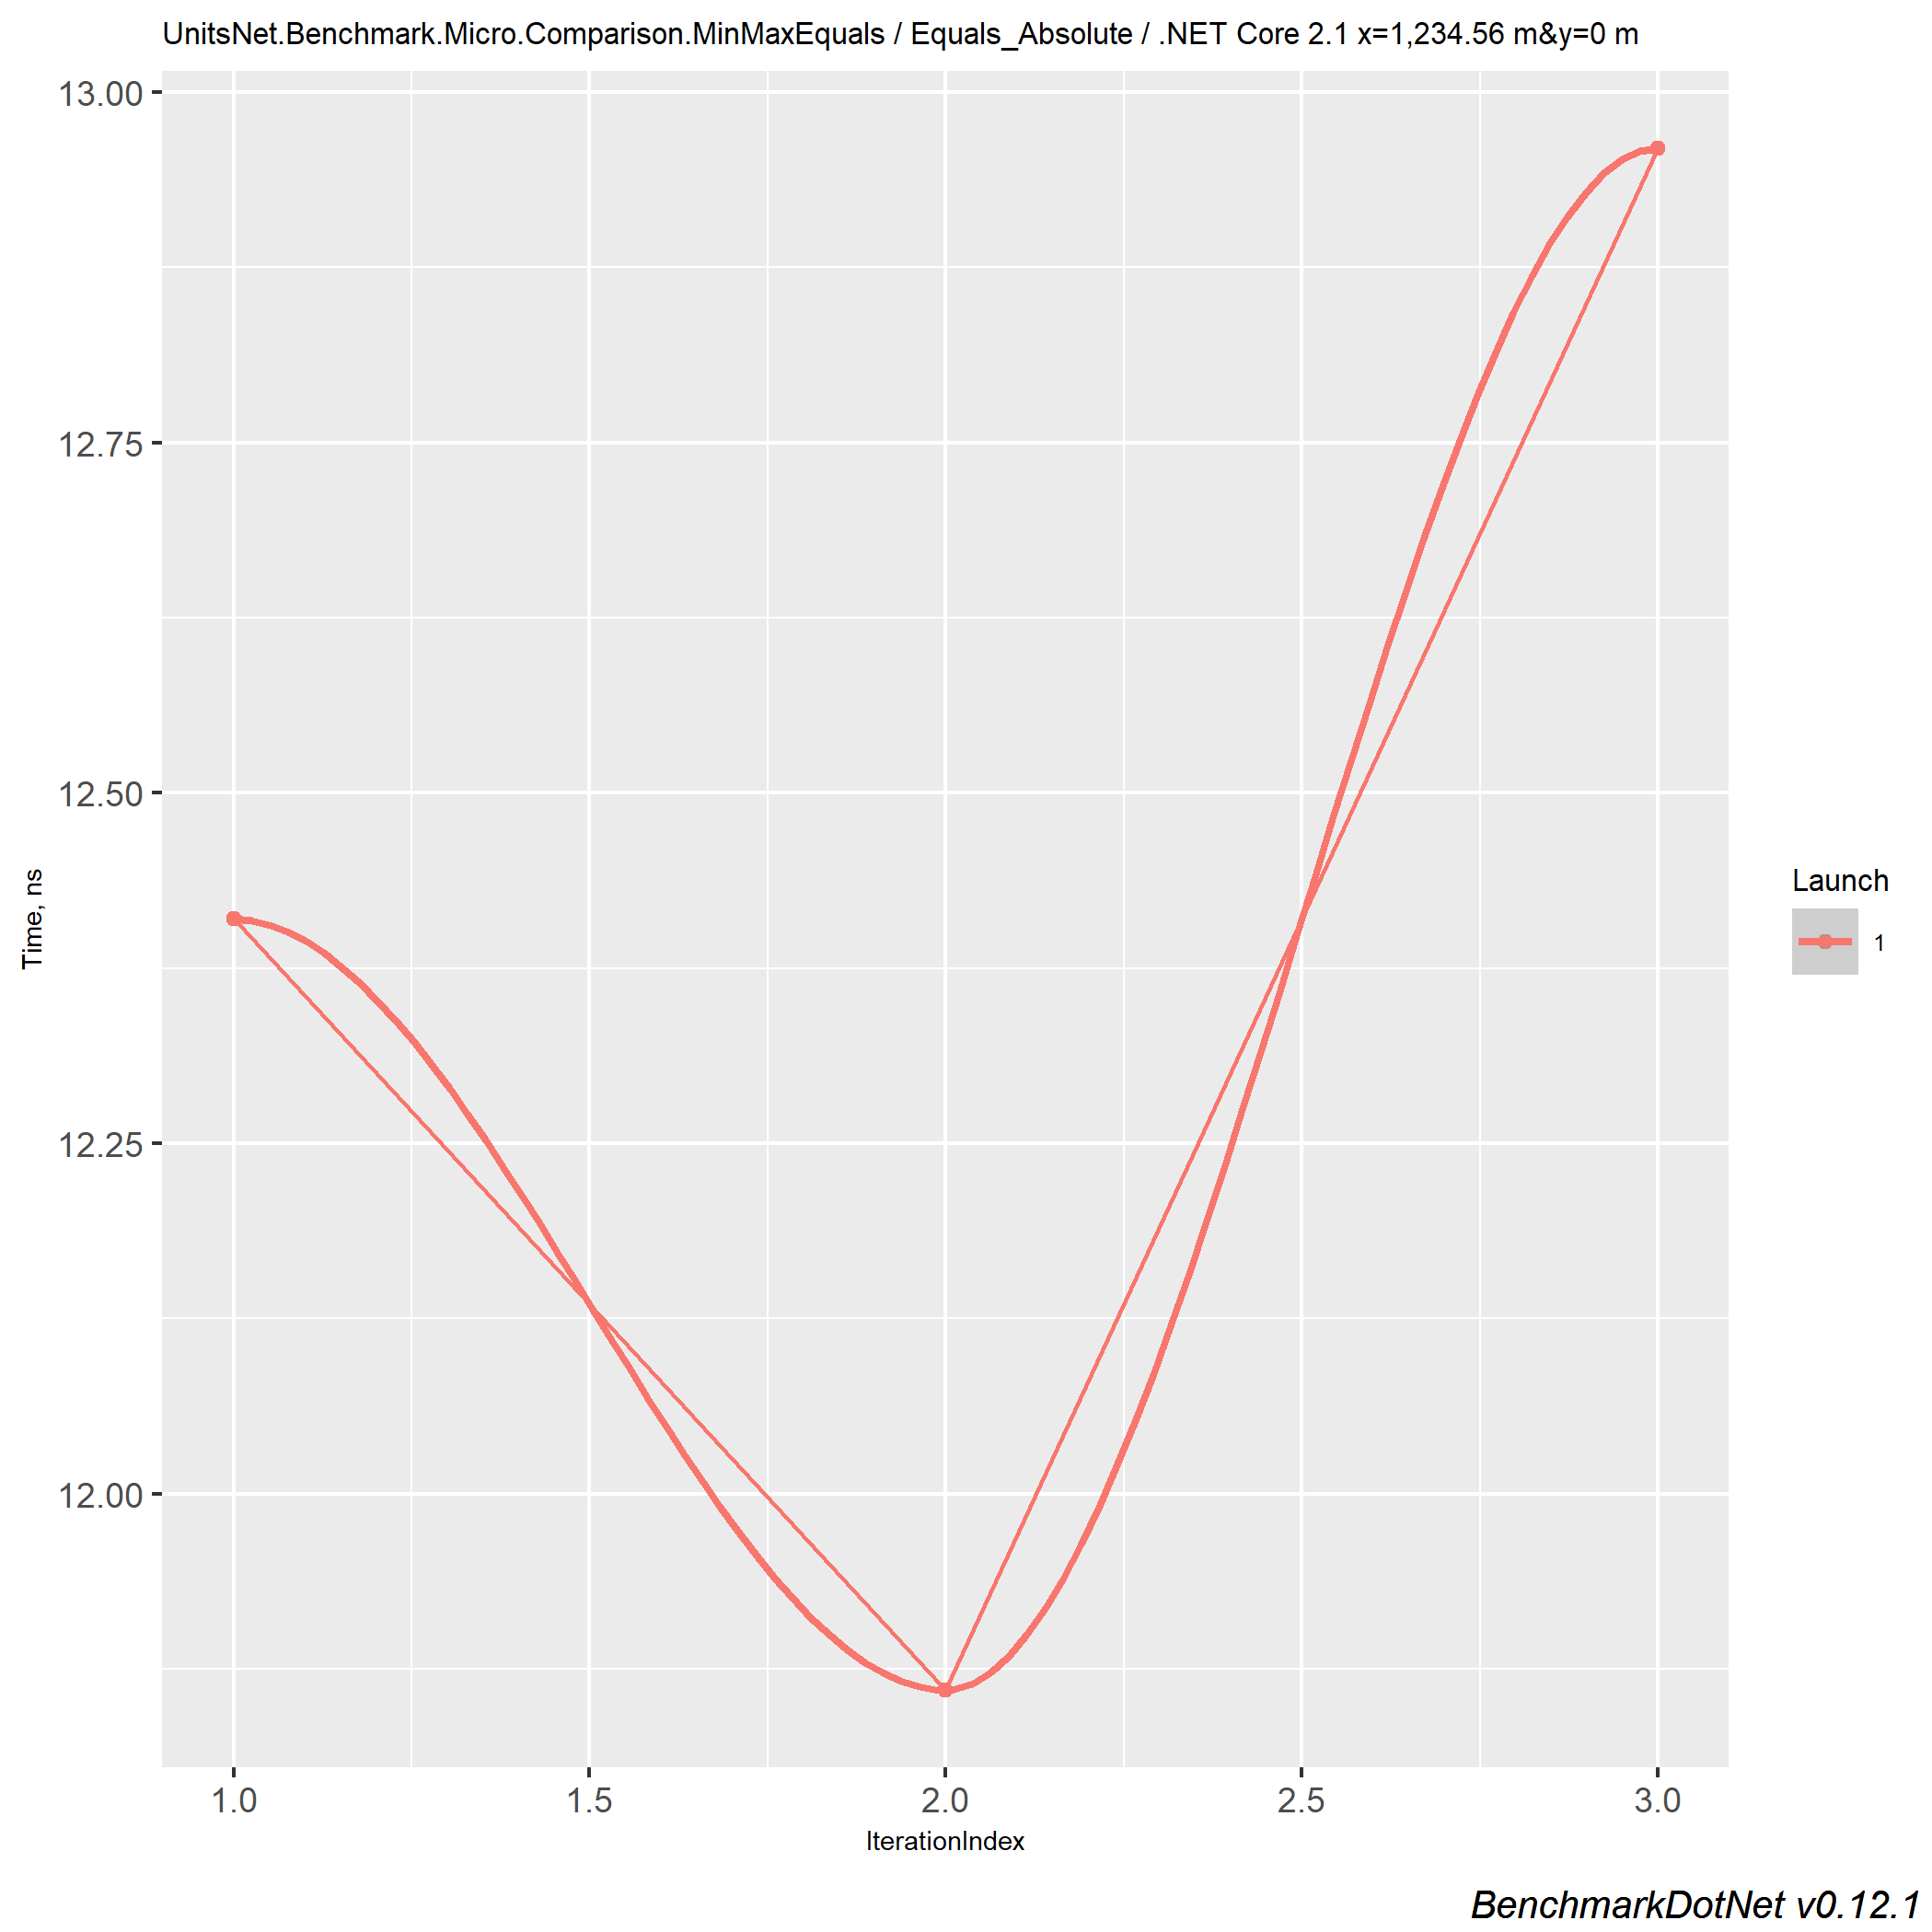 UnitsNet.Benchmark.Micro.Comparison.MinMaxEquals / Equals_Absolute / .NET Core 2.1 x=1,234.56 m&y=0 m
13.00
12.75
12.50
12.25
12.00
Time, ns
1.0 1.5 2.0 2.5 3.0
IterationIndex
Launch
1
BenchmarkDotNet v0.12.1